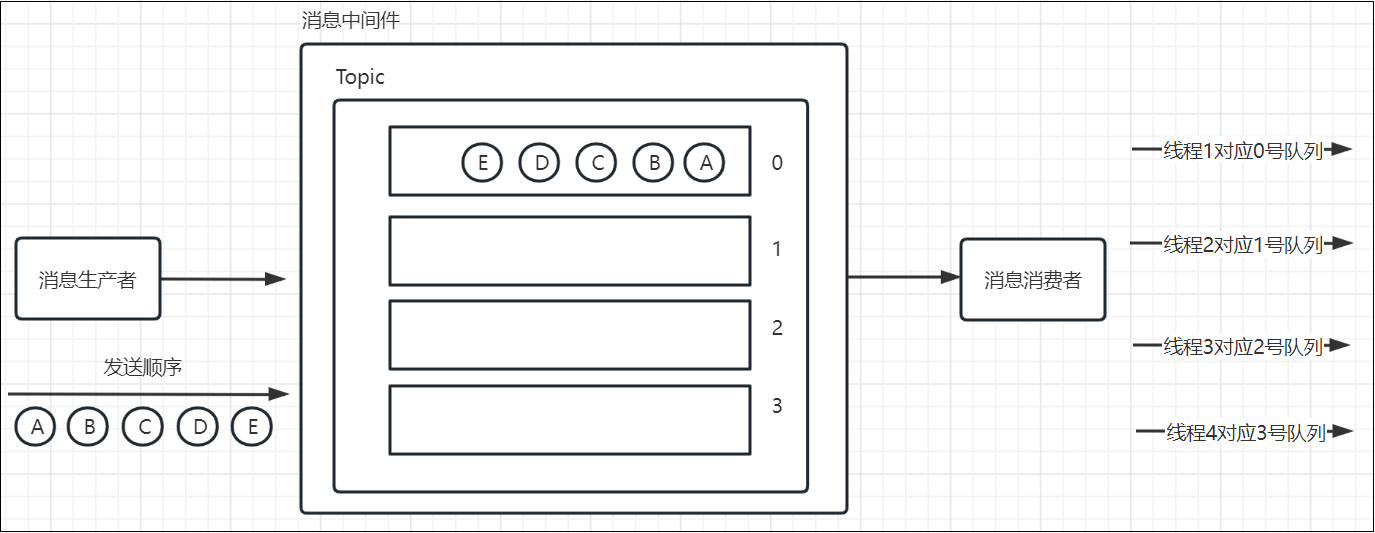 消息中间件
Topic
E D C B A 0
1
2
3
消息生产者
发送顺序
A B C D E
消息消费者
线程1对应0号队列
线程2对应1号队列
线程3对应2号队列
线程4对应3号队列